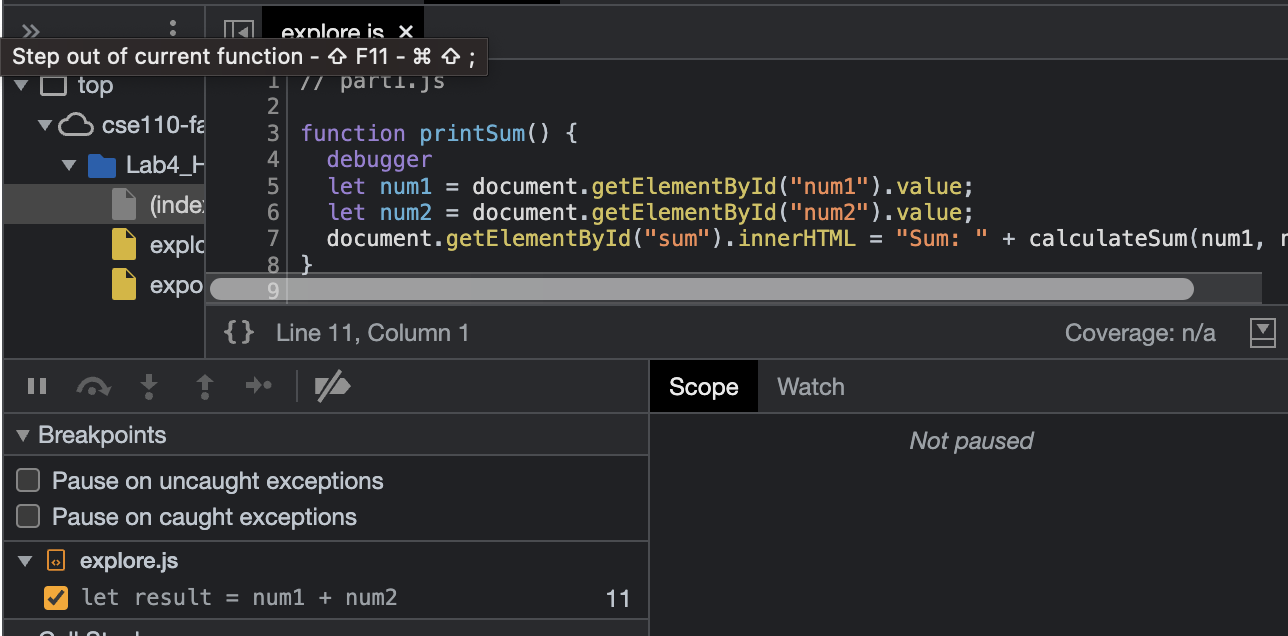 explore.js ×
Step out of current function - ⇧ F11 - ⌘ ⇧ ;
top
cse110-fa
Lab4_H
(inde
explo
expo
1 // part1.js
2
3 function printSum() {
4 debugger
5 let num1 = document.getElementById("num1").value;
6 let num2 = document.getElementById("num2").value;
7 document.getElementById("sum").innerHTML = "Sum: " + calculateSum(num1, n
8 }
9
{} Line 11, Column 1
Coverage: n/a
Scope
Watch
Breakpoints
Not paused
Pause on uncaught exceptions
Pause on caught exceptions
explore.js
let result = num1 + num2 11